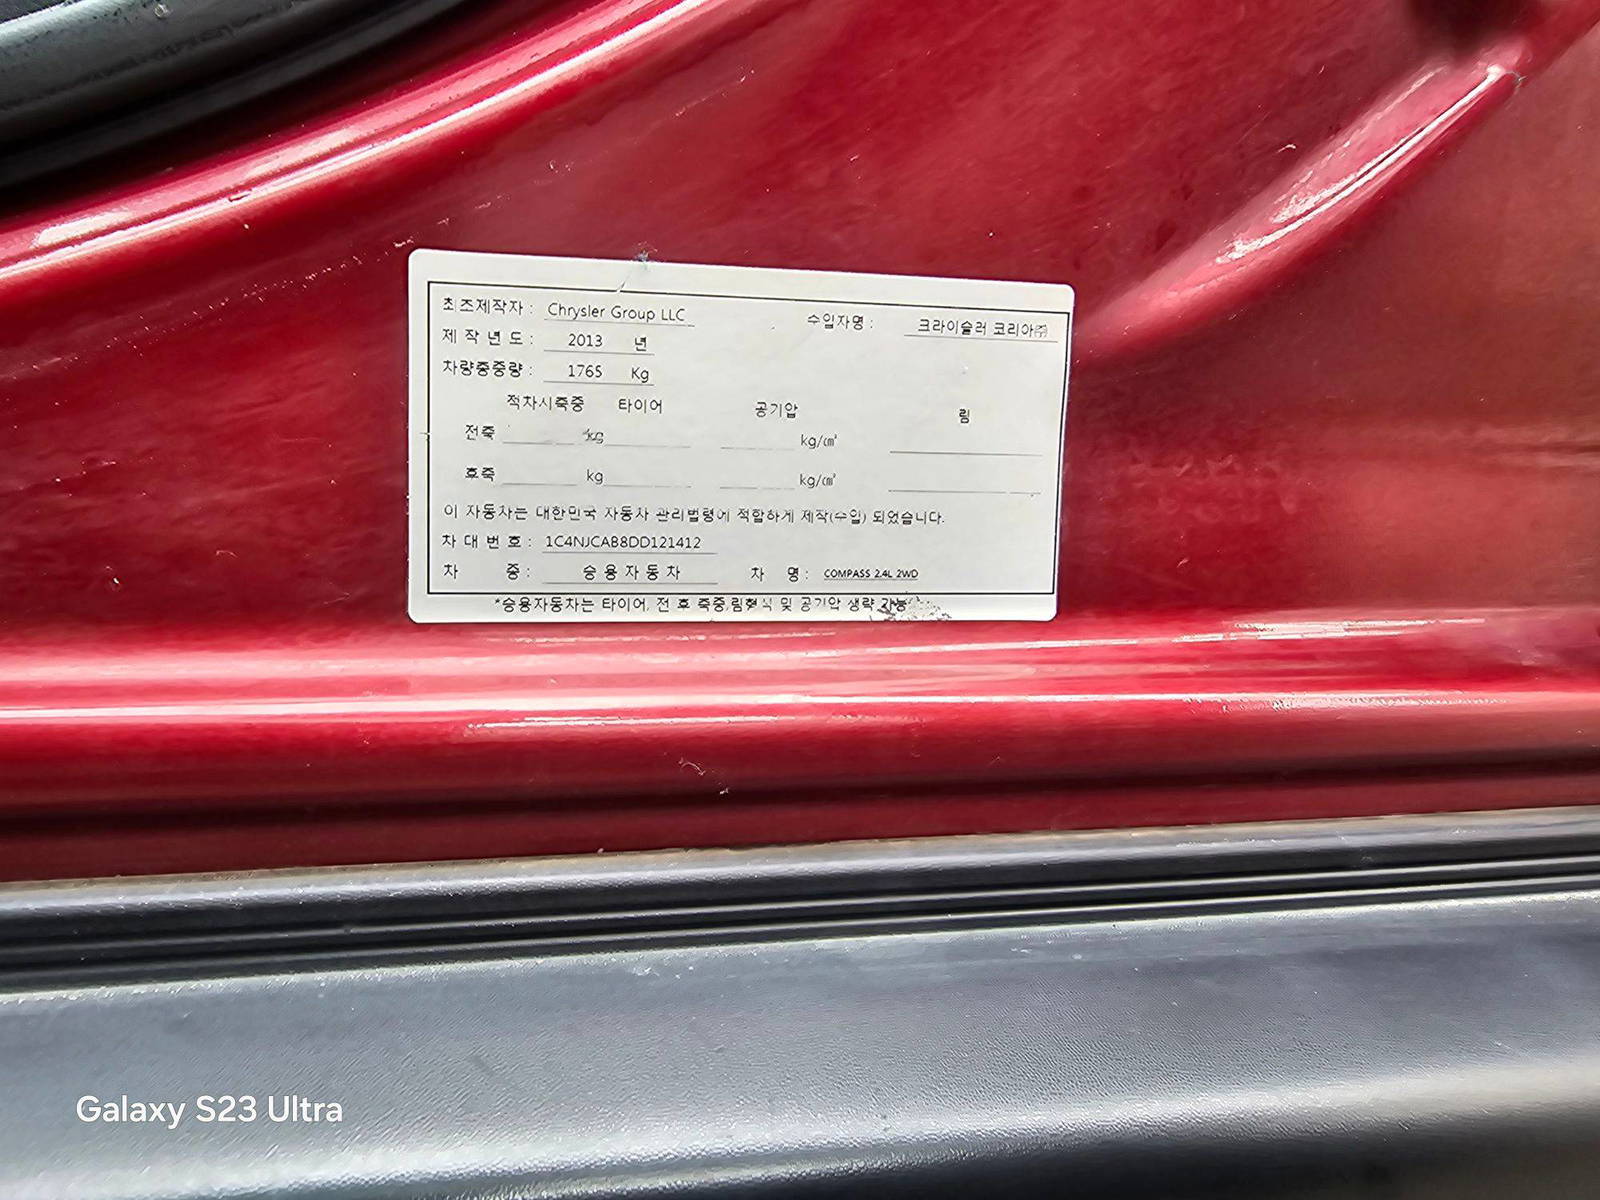 최초제작자 : Chrysler Group LLC 수입자명 : 크라이슬러 코리아㈜
제 작 년 도 : 2013 년
차량총중량 : 1765 Kg
적차시축중 타이어 공기압 림
전축 kg kg/㎠
후축 kg kg/㎠
이 자동차는 대한민국 자동차 관리법령에 적합하게 제작(수입) 되었습니다.
차 대 번 호 : 1C4NJCAB8DD121412
차 종 : 승용자동차 차 명 : COMPASS 2.4L 2WD
*승용자동차는 타이어, 전 후 축중,림형식 및 공기압 생략 가능
Galaxy S23 Ultra